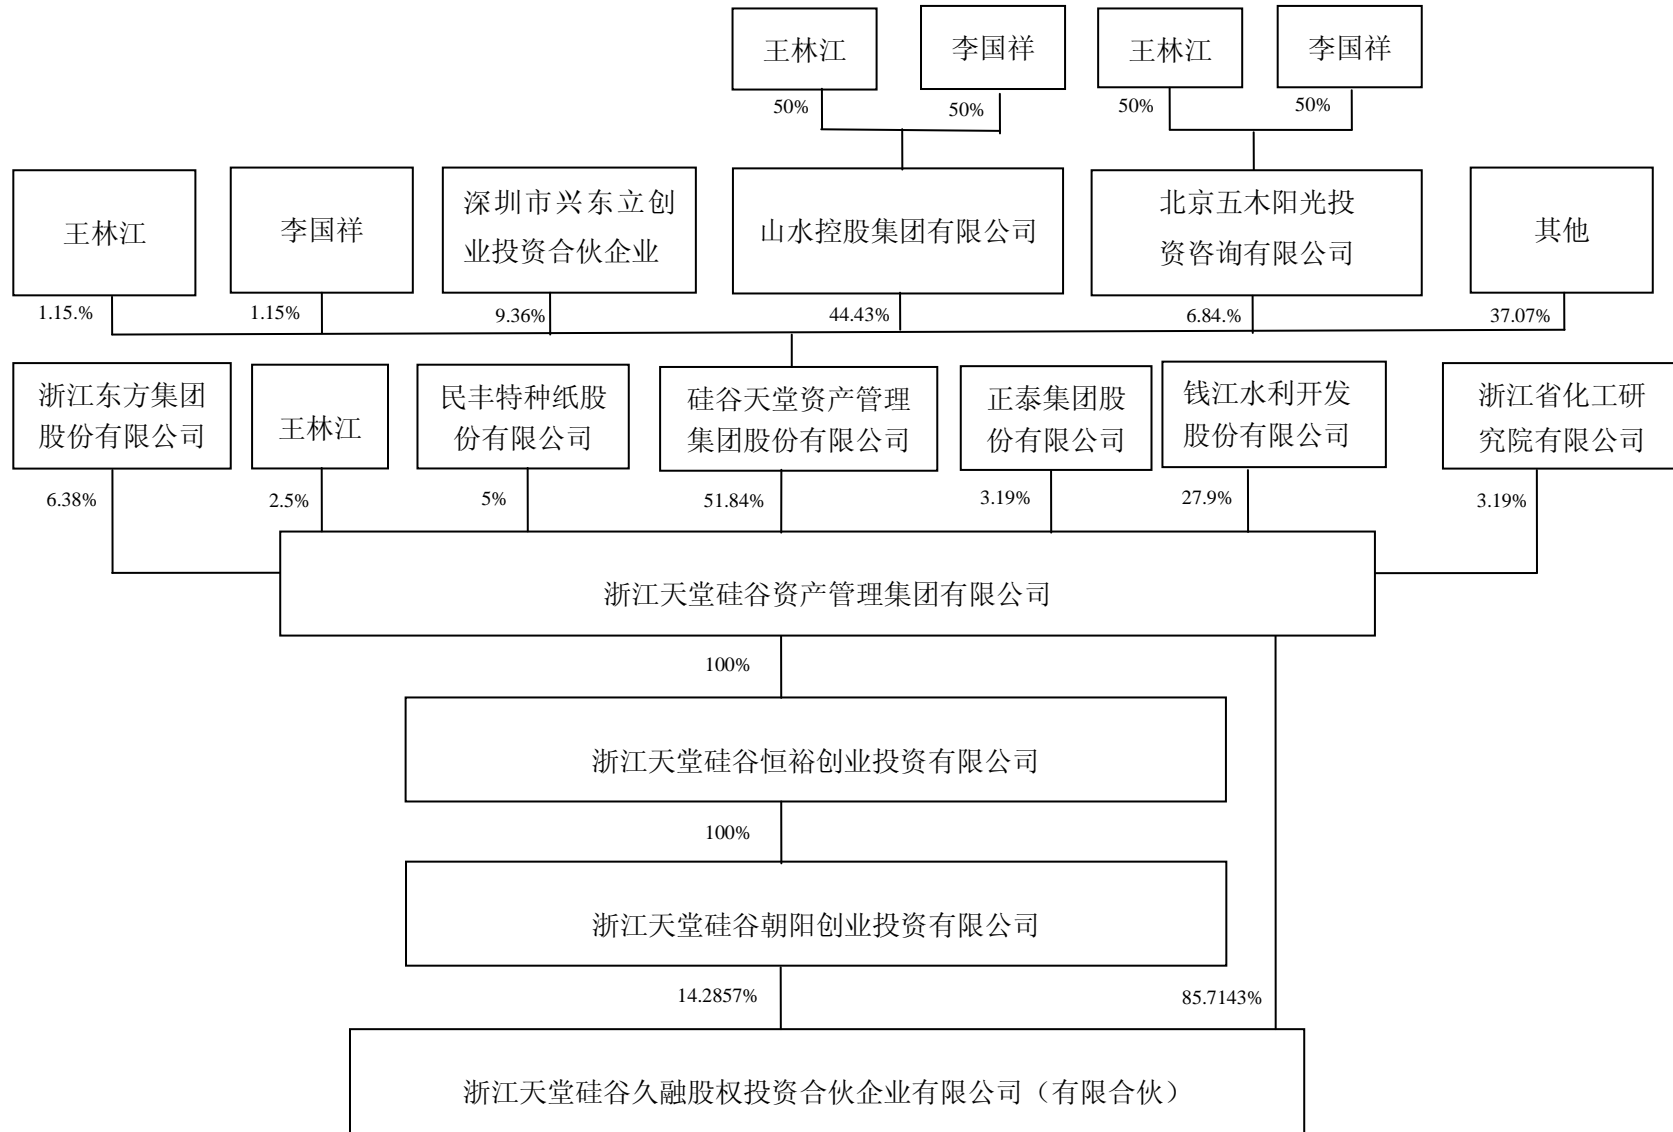 王林江
李国祥
王林江
李国祥
50%
50%
50%
50%
王林江
李国祥
深圳市兴东立创
业投资合伙企业
山水控股集团有限公司
北京五木阳光投
资咨询有限公司
其他
1.15.%
1.15%
9.36%
44.43%
6.84.%
37.07%
浙江东方集团
股份有限公司
王林江
民丰特种纸股
份有限公司
硅谷天堂资产管理
集团股份有限公司
正泰集团股
份有限公司
钱江水利开发
股份有限公司
浙江省化工研
究院有限公司
6.38%
2.5%
5%
51.84%
3.19%
27.9%
3.19%
浙江天堂硅谷资产管理集团有限公司
100%
浙江天堂硅谷恒裕创业投资有限公司
100%
浙江天堂硅谷朝阳创业投资有限公司
14.2857%
85.7143%
浙江天堂硅谷久融股权投资合伙企业有限公司（有限合伙）